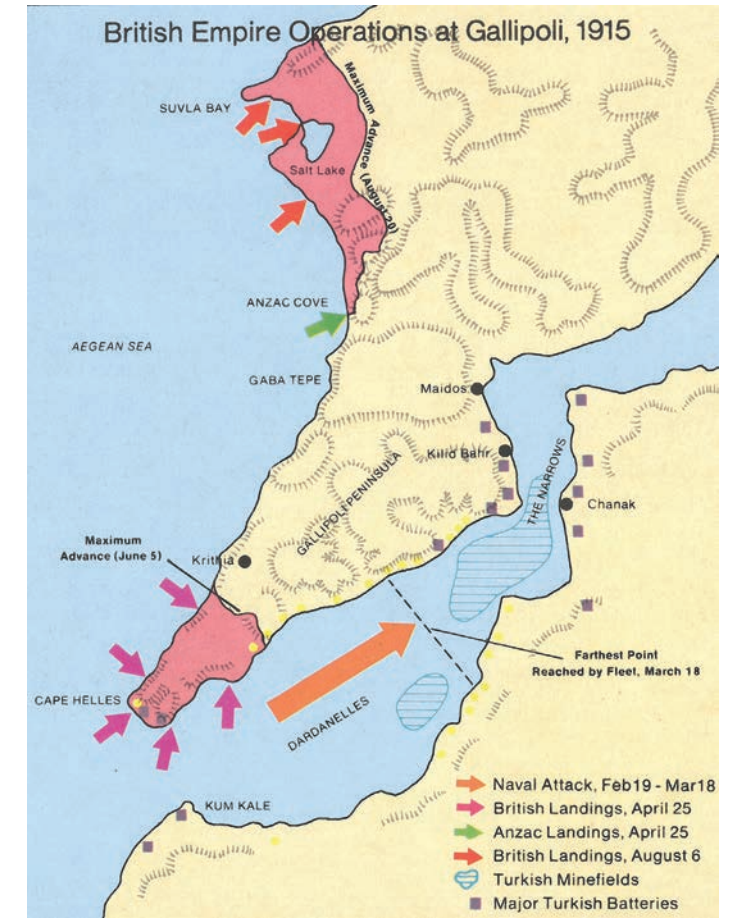 British Empire Operations at Gallipoli, 1915
SUVLA BAY
Maximum Advance (August 20)
Salt Lake
ANZAC COVE
AEGEAN SEA
GABA TEPE
Maidos
Kilid Bahr
THE NARROWS
Chanak
GALLIPOLI PENINSULA
Maximum
Advance (June 5)
Krithia
Farthest Point
Reached by Fleet, March 18
CAPE HELLES
DARDANELLES
KUM KALE
Naval Attack, Feb19 - Mar18
British Landings, April 25
Anzac Landings, April 25
British Landings, August 6
Turkish Minefields
Major Turkish Batteries